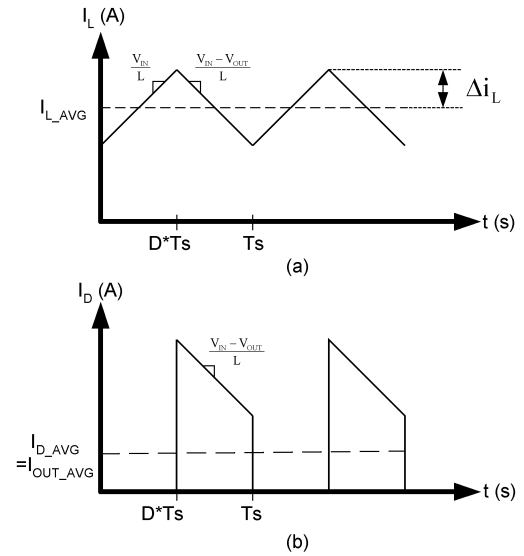 I_L (A)
V_IN
L
V_IN – V_OUT
L
I_L_AVG
Δi_L
t (s)
D*Ts
Ts
(a)
I_D (A)
V_IN – V_OUT
L
I_D_AVG
=I_OUT_AVG
t (s)
D*Ts
Ts
(b)